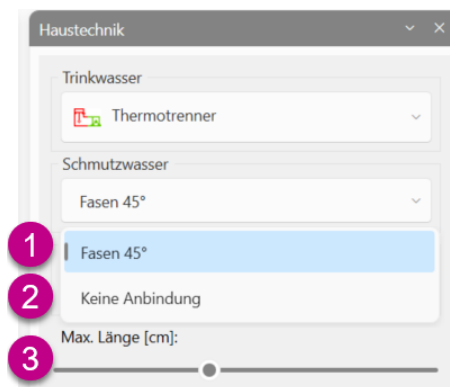 Haustechnik
Trinkwasser
Thermotrenner
Schmutzwasser
Fasen 45°
1 Fasen 45°
2 Keine Anbindung
Max. Länge [cm]:
3